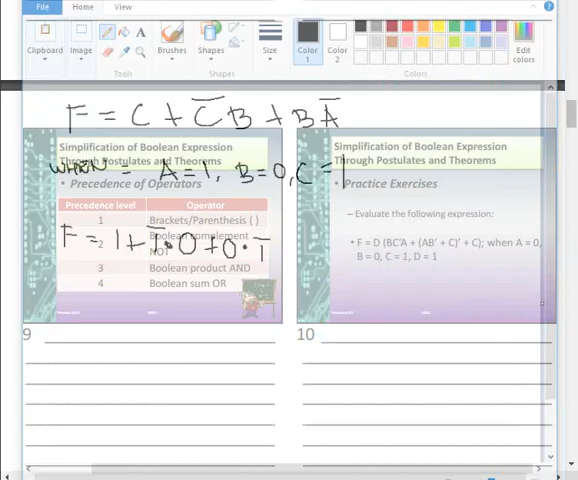 Home
View
Clipboard
Image
Tools
Brushes
Shapes
Shapes
Size
Color 1
Color 2
Edit colors
Colors
F = C + C̅ B + B A̅
WHEN = A = 1, B = 0, C = 1
F = 1 + 1̅ • 0 + 0 • 1̅
Simplification of Boolean Expression
Through Postulates and Theorems
• Precedence of Operators
Precedence level Operator
1 Brackets/Parenthesis ( )
2 Boolean complement NOT
3 Boolean product AND
4 Boolean sum OR
9
Simplification of Boolean Expression
Through Postulates and Theorems
• Practice Exercises
– Evaluate the following expression:
• F = D (BC'A + (AB' + C)' + C); when A = 0,
B = 0, C = 1, D = 1
10